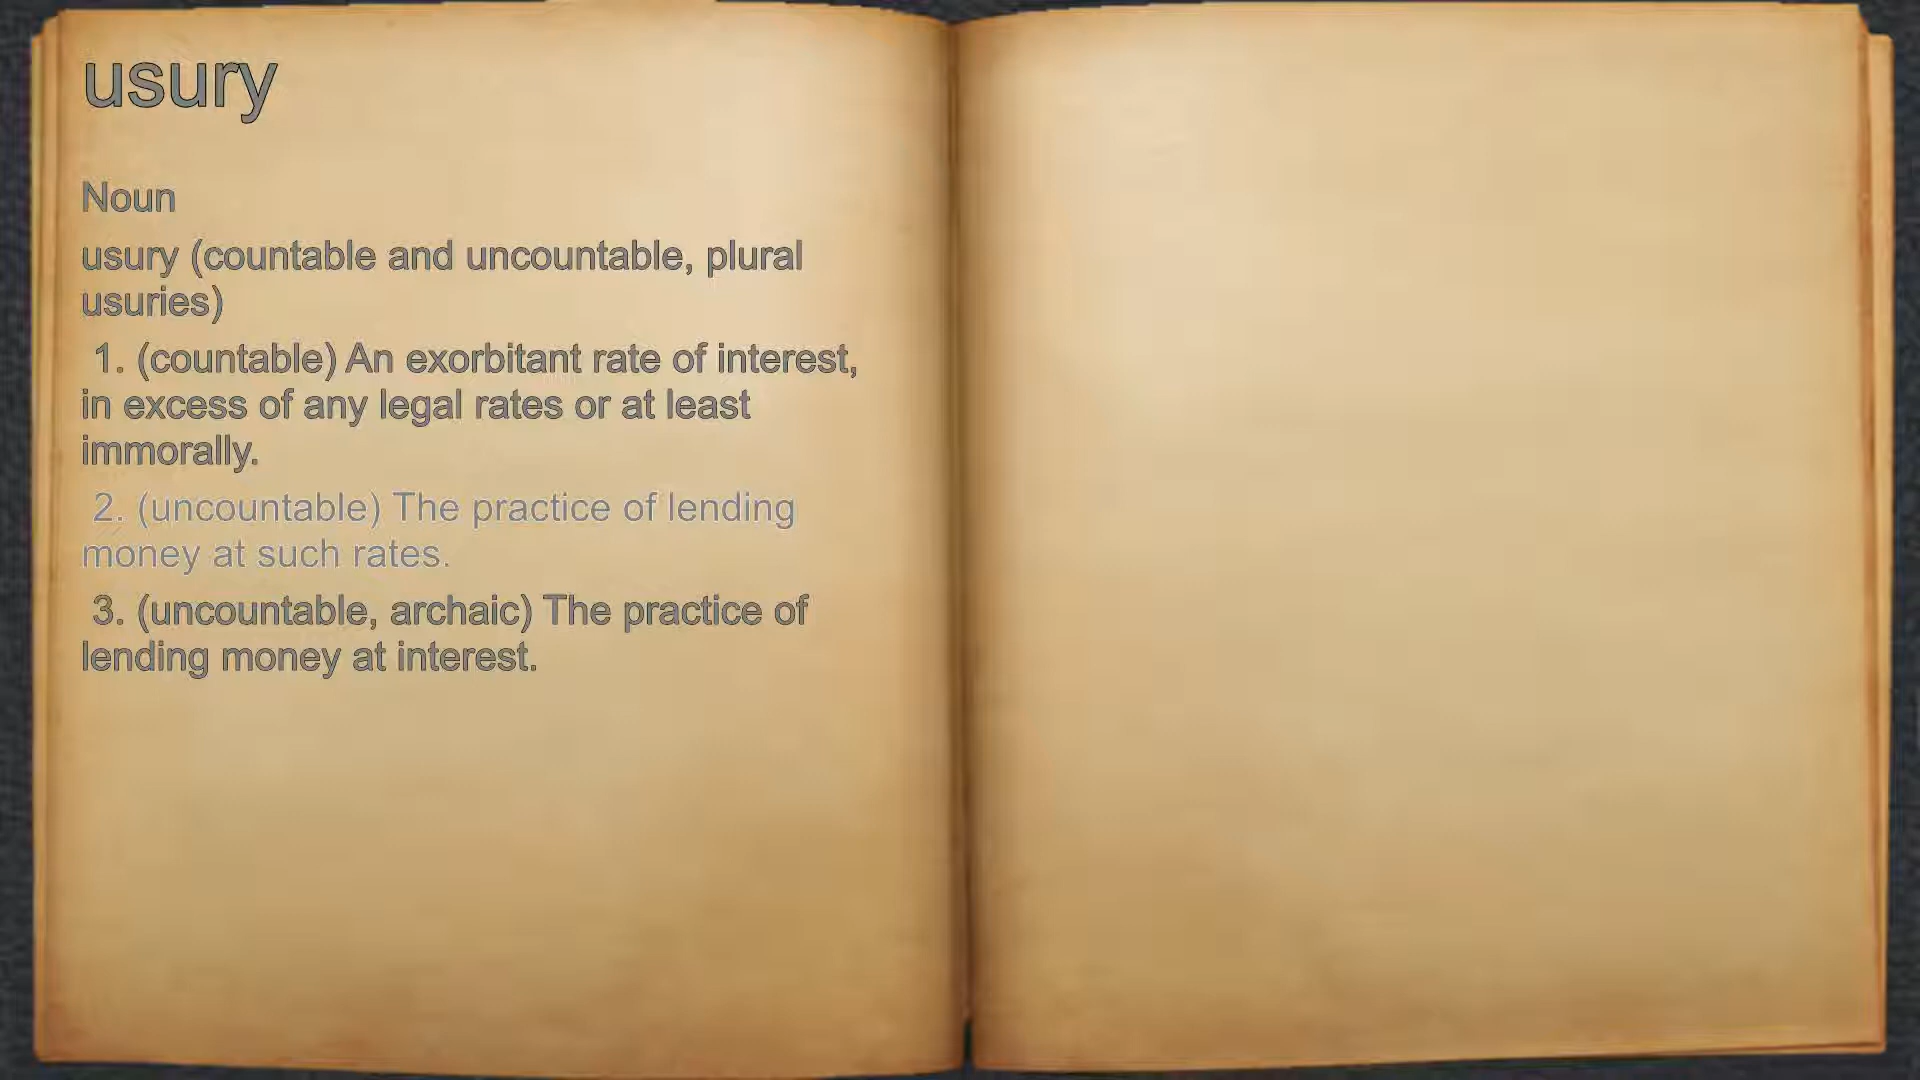 usury
Noun
usury (countable and uncountable, plural
usuries)
1. (countable) An exorbitant rate of interest,
in excess of any legal rates or at least
immorally.
2. (uncountable) The practice of lending
money at such rates.
3. (uncountable, archaic) The practice of
lending money at interest.